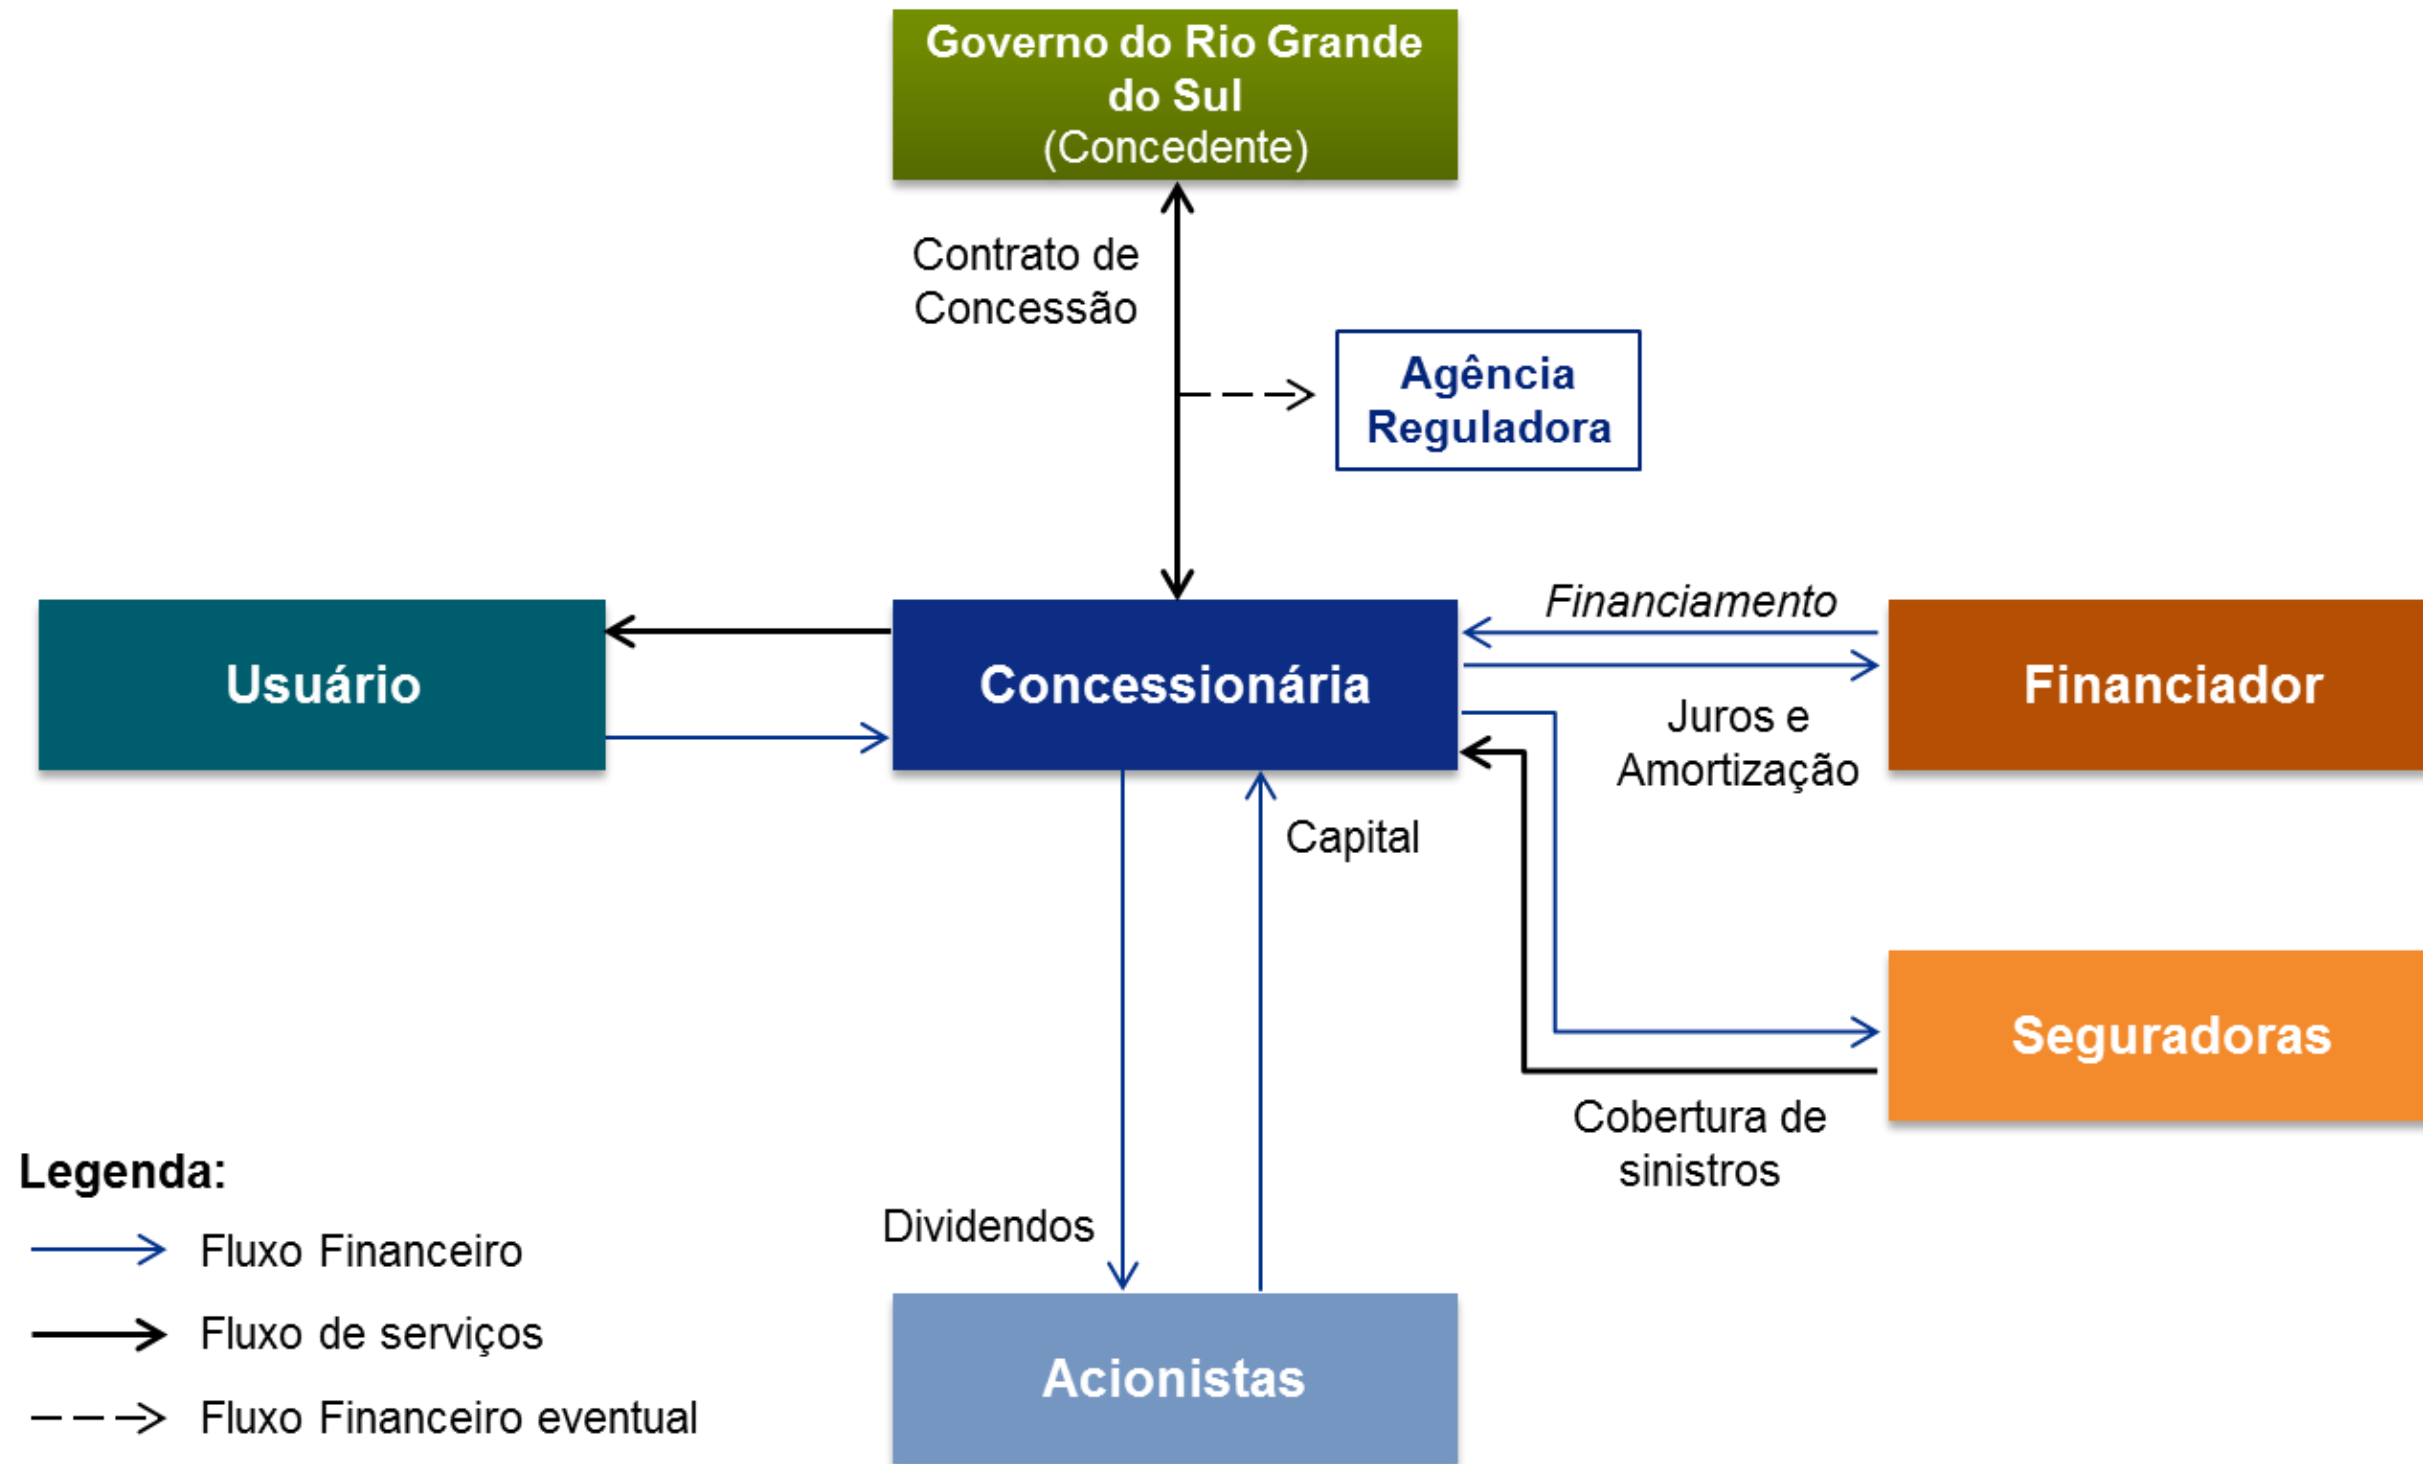 Governo do Rio Grande
do Sul
(Concedente)
Contrato de
Concessão
Agência
Reguladora
Usuário
Concessionária
Financiamento
Juros e
Amortização
Financiador
Capital
Seguradoras
Cobertura de
sinistros
Dividendos
Acionistas
Legenda:
Fluxo Financeiro
Fluxo de serviços
Fluxo Financeiro eventual